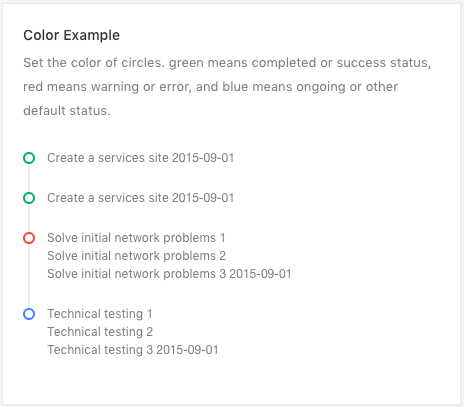 Color Example
Set the color of circles. green means completed or success status,
red means warning or error, and blue means ongoing or other
default status.
Create a services site 2015-09-01
Create a services site 2015-09-01
Solve initial network problems 1
Solve initial network problems 2
Solve initial network problems 3 2015-09-01
Technical testing 1
Technical testing 2
Technical testing 3 2015-09-01